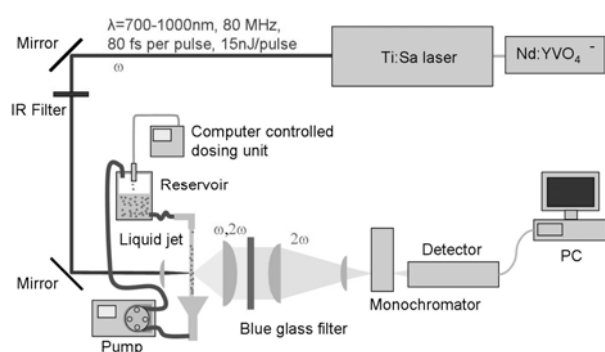 λ=700-1000nm, 80 MHz,
80 fs per pulse, 15nJ/pulse
ω
Mirror
Ti:Sa laser
Nd:YVO₄ -
IR Filter
Computer controlled
dosing unit
Reservoir
Liquid jet
ω,2ω
2ω
Detector
PC
Mirror
Monochromator
Blue glass filter
Pump